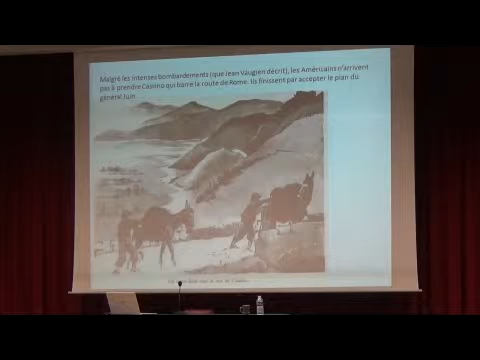 Malgré les intenses bombardements (que Jean Vaugien décrit), les Américains n'arrivent
pas à prendre Cassino qui barre la route de Rome. Ils finissent par accepter le plan du
général Juin.